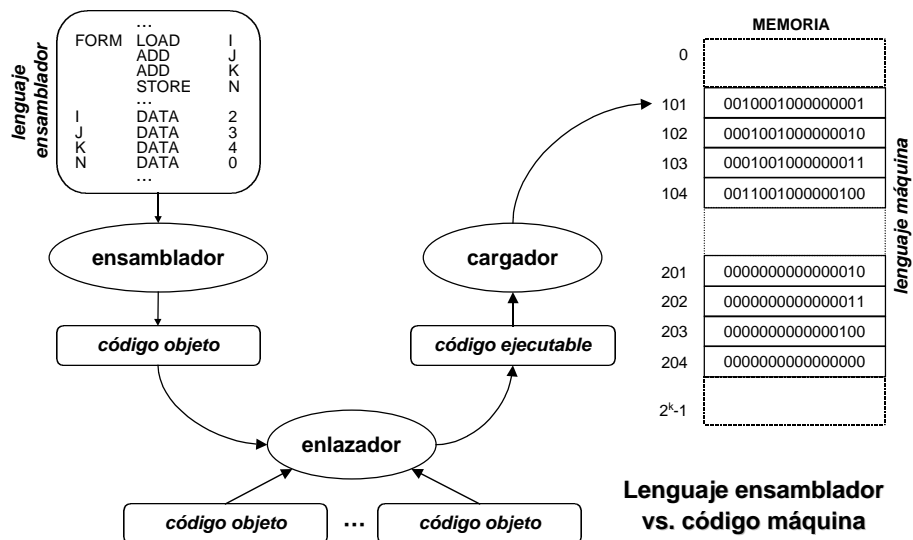 lenguaje
ensamblador
...
FORM LOAD I
ADD J
ADD K
STORE N
...
I DATA 2
J DATA 3
K DATA 4
N DATA 0
...
ensamblador
código objeto
enlazador
código objeto ... código objeto
código ejecutable
cargador
MEMORIA
0
101 0010001000000001
102 0001001000000010
103 0001001000000011
104 0011001000000100
201 0000000000000010
202 0000000000000011
203 0000000000000100
204 0000000000000000
2ᵏ-1
lenguaje máquina
Lenguaje ensamblador
vs. código máquina